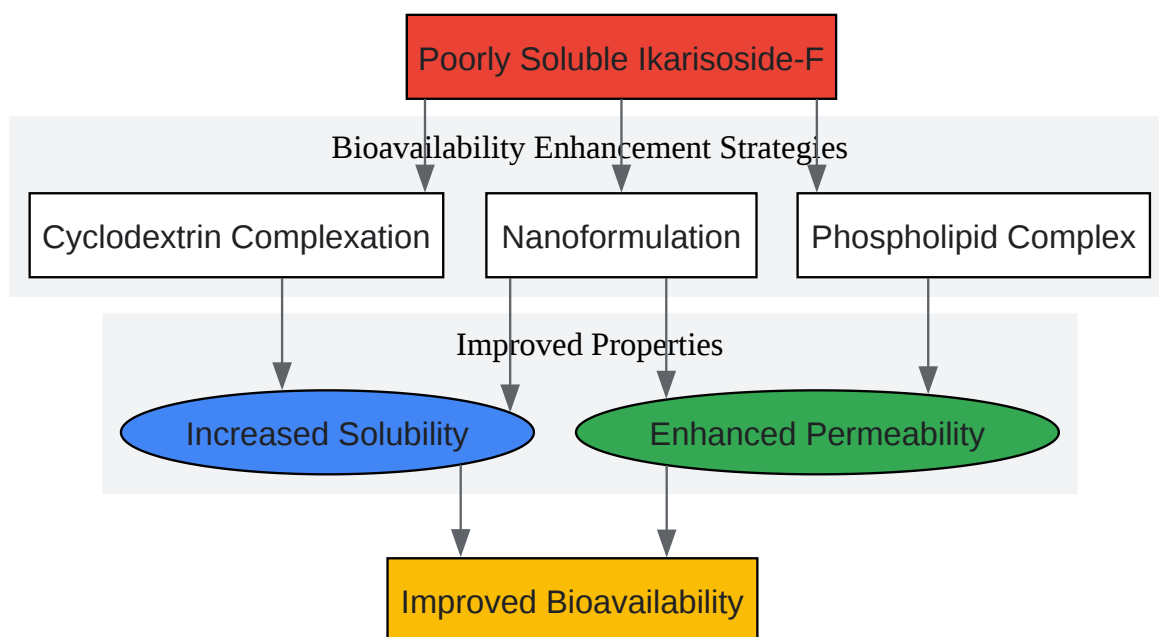 Poorly Soluble Ikarisoside-F
Bioavailability Enhancement Strategies
Cyclodextrin Complexation
Nanoformulation
Phospholipid Complex
Improved Properties
Increased Solubility
Enhanced Permeability
Improved Bioavailability